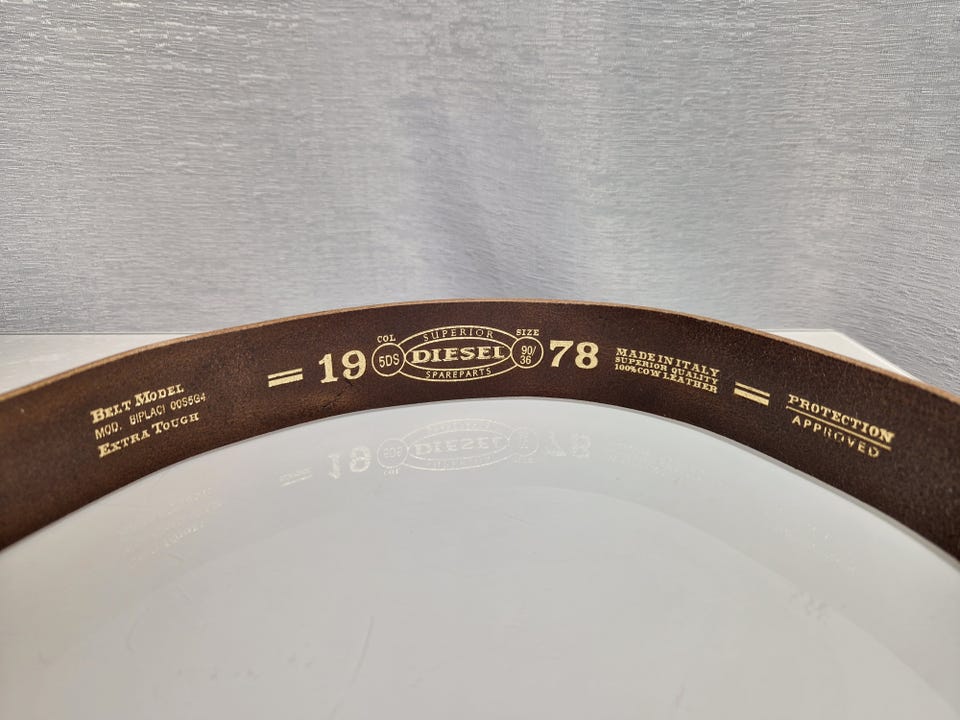 BELT MODEL
MOD. BIPLACI 00S5G4
EXTRA TOUGH
= 19
COL
5DS
SUPERIOR
DIESEL
SPAREPARTS
SIZE
90/
36
78
MADE IN ITALY
SUPERIOR QUALITY
100% COW LEATHER
=
PROTECTION
APPROVED